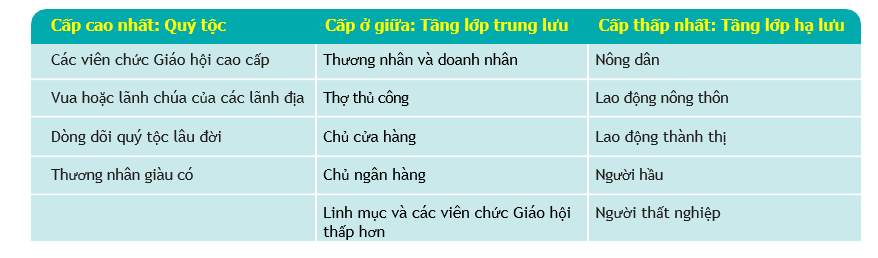 Cấp cao nhất: Quý tộc
Cấp ở giữa: Tầng lớp trung lưu
Cấp thấp nhất: Tầng lớp hạ lưu
Các viên chức Giáo hội cao cấp
Thương nhân và doanh nhân
Nông dân
Vua hoặc lãnh chúa của các lãnh địa
Thợ thủ công
Lao động nông thôn
Dòng dõi quý tộc lâu đời
Chủ cửa hàng
Lao động thành thị
Thương nhân giàu có
Chủ ngân hàng
Người hầu
Linh mục và các viên chức Giáo hội
thấp hơn
Người thất nghiệp